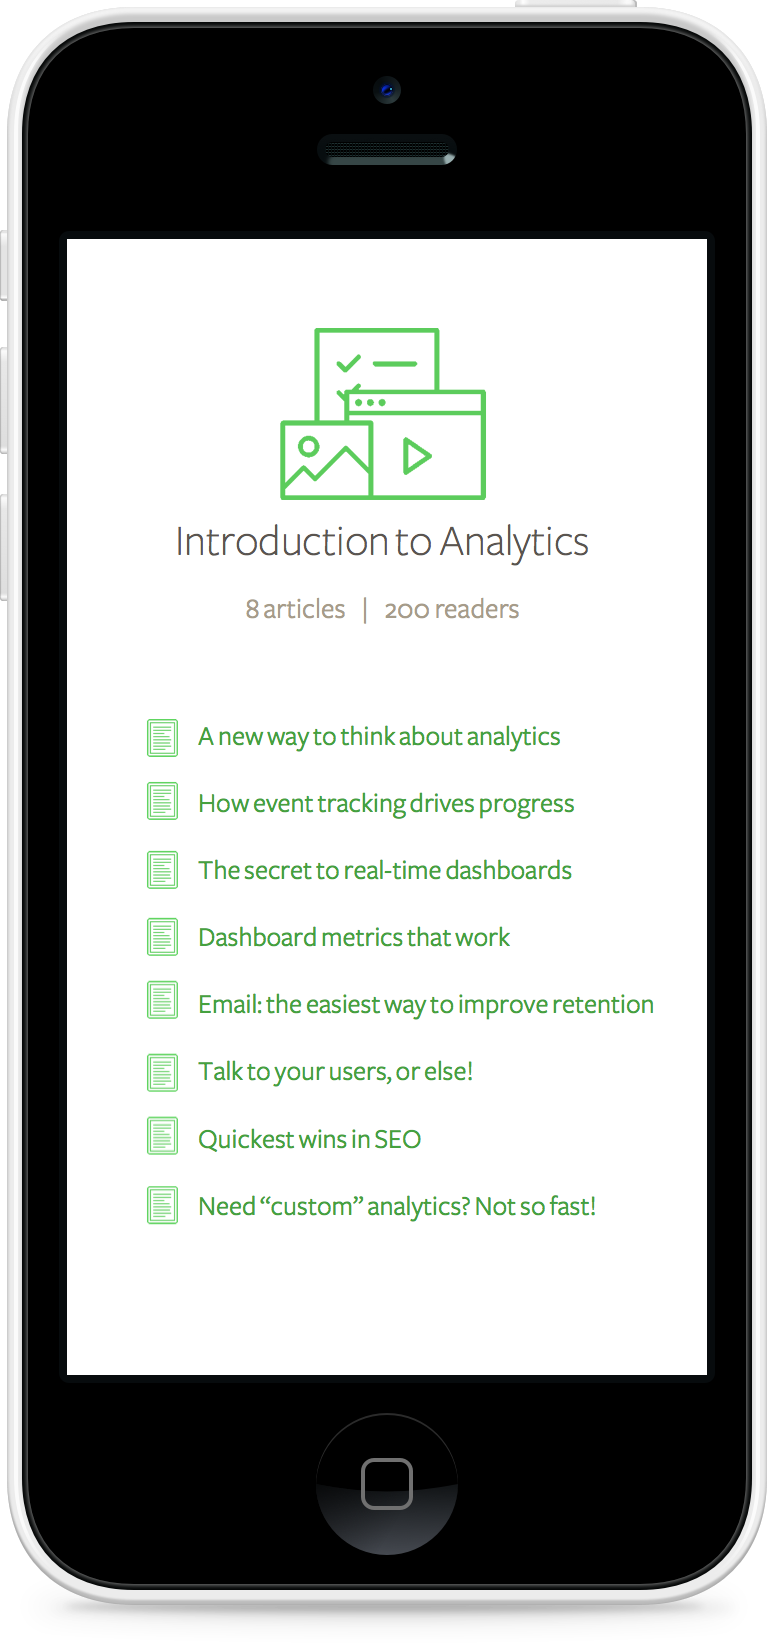 Introduction to Analytics
8 articles | 200 readers
A new way to think about analytics
How event tracking drives progress
The secret to real-time dashboards
Dashboard metrics that work
Email: the easiest way to improve retention
Talk to your users, or else!
Quickest wins in SEO
Need “custom” analytics? Not so fast!